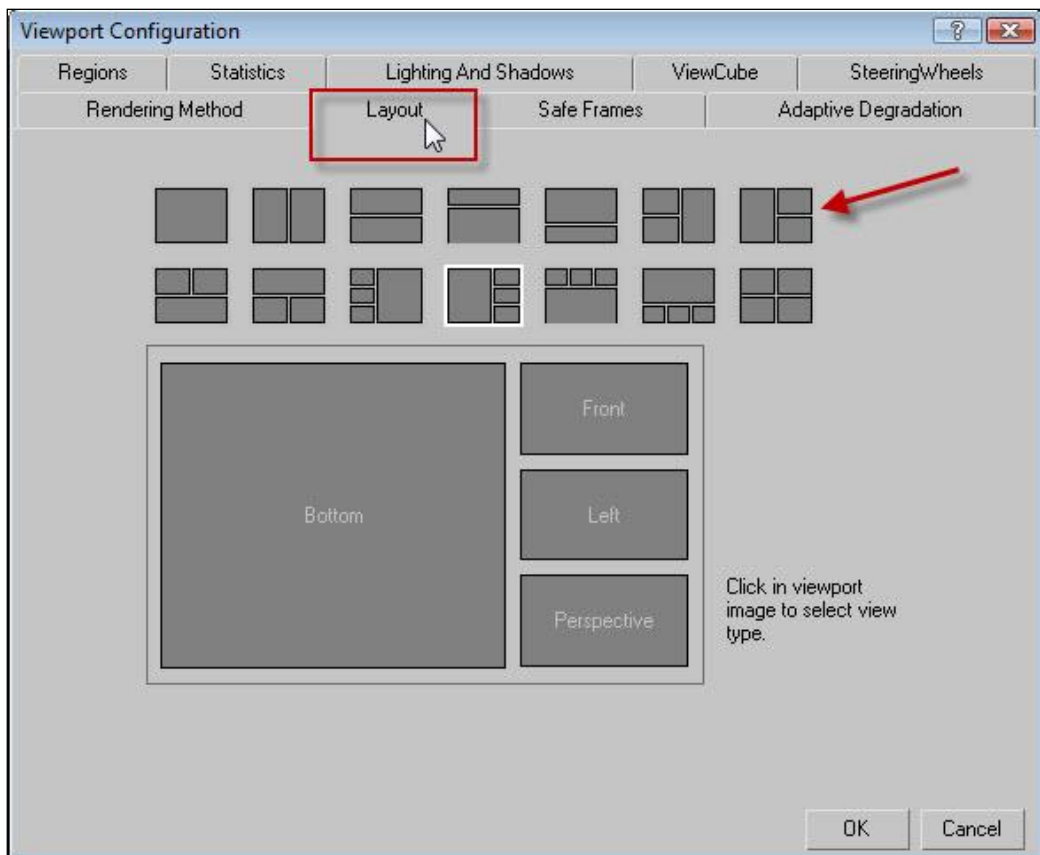 Viewport Configuration
Regions Statistics Lighting And Shadows ViewCube SteeringWheels
Rendering Method Layout Safe Frames Adaptive Degradation
Front
Bottom Left
Perspective
Click in viewport
image to select view
type.
OK Cancel